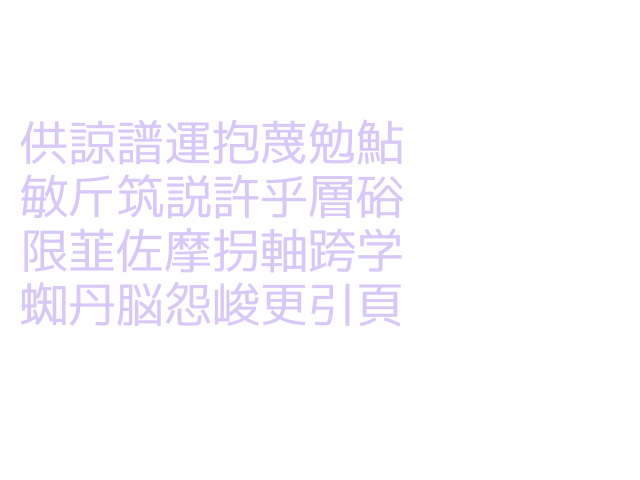 供諒譜運抱蔑勉鮎
敏斤筑説許乎層硲
限韮佐摩拐軸跨学
蜘丹脳怨峻更引頁